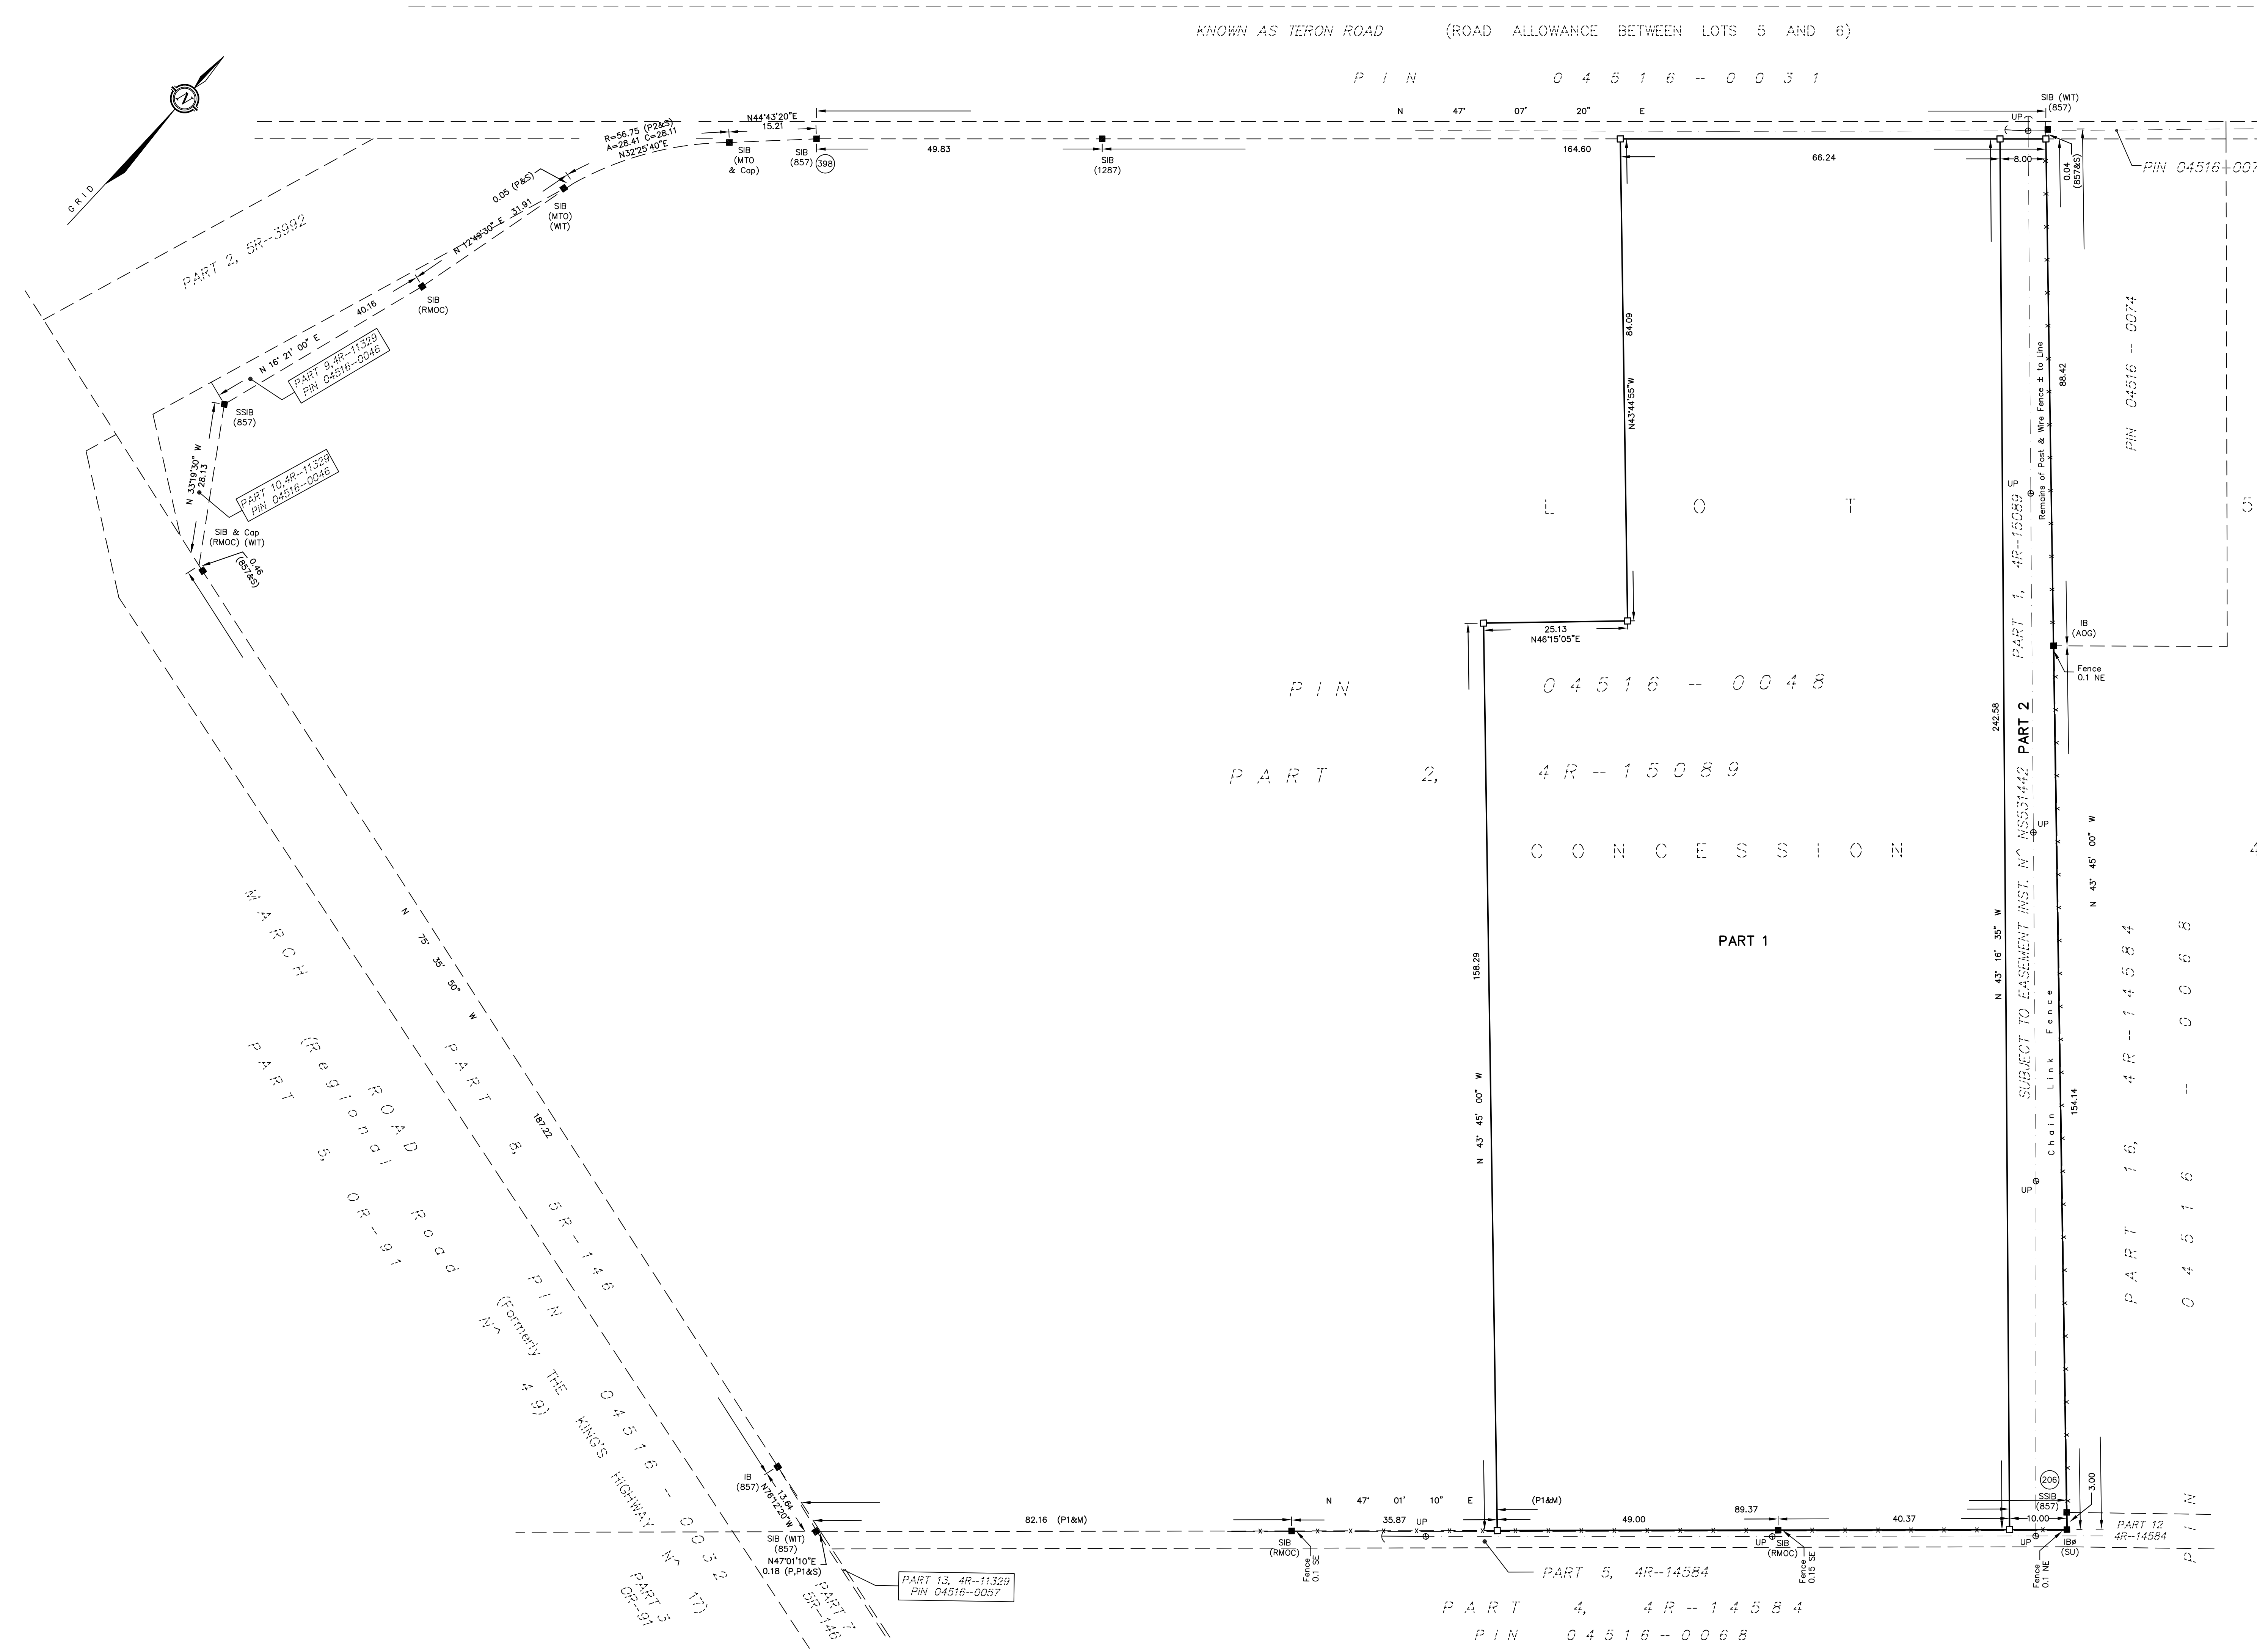 KNOWN AS TERON ROAD (ROAD ALLOWANCE BETWEEN LOTS 5 AND 6)
PIN 04516--0031
GRID
N
N 47° 07' 20" E
SIB (WIT)
(857)
UP
PIN 04516--007
N44°43'20"E
15.21
R=56.75 (P2&S)
A=28.41 C=28.11
N32°25'40"E
SIB
(MTO
& Cap)
SIB
(857)
398
49.83
SIB
(1287)
164.60
66.24
8.00
0.04
(857&S)
0.05 (P&S)
SIB
(MTO)
(WIT)
N 12°49'30" E 31.91
SIB
(RMOC)
PART 2, 5R--3992
40.16
N 16° 21' 00" E
PART 9,4R--11329
PIN 04516--0046
SSIB
(857)
N 33°19'30" W
28.13
PART 10,4R--11329
PIN 04516--0046
SIB & Cap
(RMOC) (WIT)
0.46
(857&S)
84.09
N43°44'55"W
Remains of Post & Wire Fence ± to Line
88.42
PIN 04516 -- 0074
UP
LOT 5
25.13
N46°15'05"E
IB
(AOG)
Fence
0.1 NE
PIN 04516 -- 0048
PART 2, 4R--15089
CONCESSION 4
PART 1
242.58
N 43° 16' 35" W
SUBJECT TO EASEMENT INST. N^ NS531442 PART 2 PART 1, 4R--15089
UP
N 43° 45' 00" W
Chain Link Fence
154.14
UP
PART 16, 4R--14584
PIN 04516 -- 0068
158.29
N 43° 45' 00" W
N 75° 35' 50" W
187.22
MARCH ROAD
(Regional Road N^ 49)
PART 5, OR--91
PART 8, 5R--146
PIN 04516 -- 0032
(Formerly THE KING'S HIGHWAY N^ 17)
PART 3
OR--91
PART 7
5R--146
IB
(857)
13.64
N76°12'20"W
SIB (WIT)
(857)
N47°01'10"E
0.18 (P,P1&S)
82.16 (P1&M)
PART 13, 4R--11329
PIN 04516--0057
N 47° 01' 10" E (P1&M)
SIB
(RMOC)
Fence
0.1 SE
35.87
UP
49.00
89.37
UP
SIB
(RMOC)
Fence
0.15 SE
40.37
10.00
206
SSIB
(857)
3.00
UP
IBø
(SU)
Fence
0.1 NE
PART 12
4R--14584
PART 5, 4R--14584
PART 4, 4R--14584
PIN 04516--0068